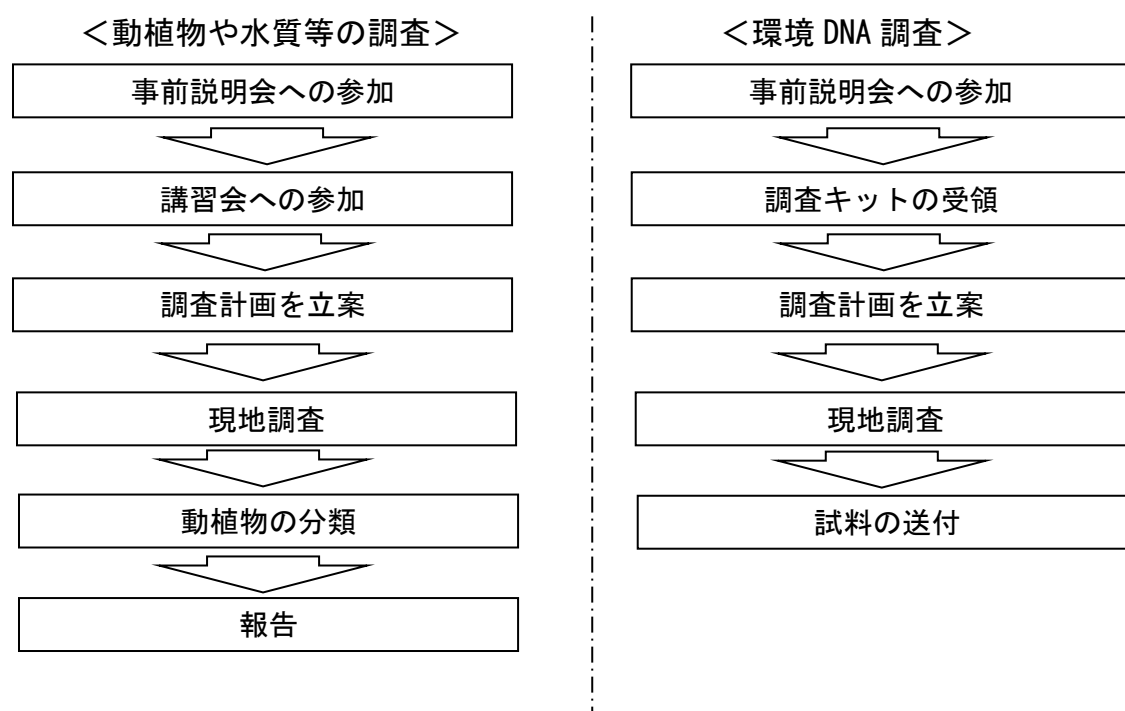 ＜動植物や水質等の調査＞
事前説明会への参加
講習会への参加
調査計画を立案
現地調査
動植物の分類
報告
＜環境 DNA 調査＞
事前説明会への参加
調査キットの受領
調査計画を立案
現地調査
試料の送付